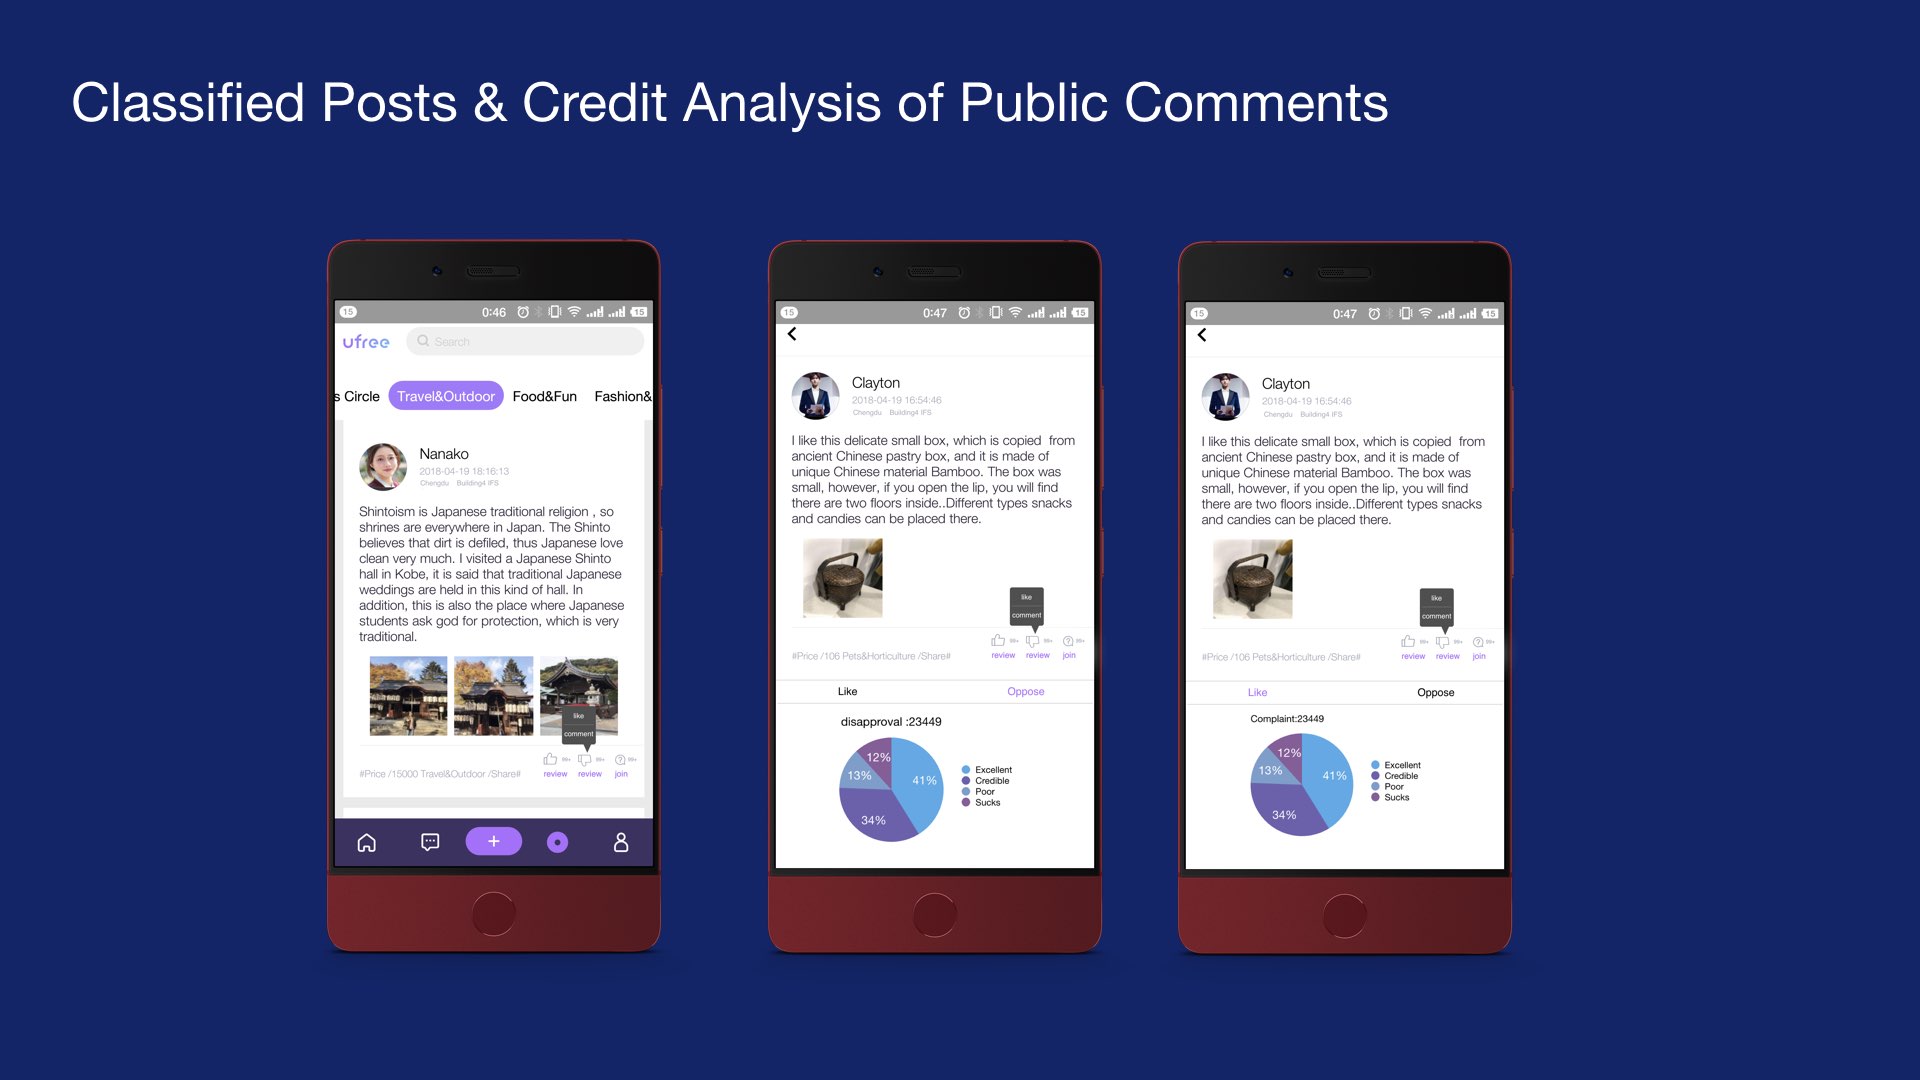 Classified Posts & Credit Analysis of Public Comments
15 0:46 15
ufree Search
s Circle Travel&Outdoor Food&Fun Fashion&
Nanako
2018-04-19 18:16:13
Chengdu Building4 IFS
Shintoism is Japanese traditional religion , so
shrines are everywhere in Japan. The Shinto
believes that dirt is defiled, thus Japanese love
clean very much. I visited a Japanese Shinto
hall in Kobe, it is said that traditional Japanese
weddings are held in this kind of hall. In
addition, this is also the place where Japanese
students ask god for protection, which is very
traditional.
like
comment
99+ 99+ 99+
#Price /15000 Travel&Outdoor /Share# review review join
15 0:47 15
Clayton
2018-04-19 16:54:46
Chengdu Building4 IFS
I like this delicate small box, which is copied from
ancient Chinese pastry box, and it is made of
unique Chinese material Bamboo. The box was
small, however, if you open the lip, you will find
there are two floors inside..Different types snacks
and candies can be placed there.
like
comment
99+ 99+ 99+
#Price /106 Pets&Horticulture /Share# review review join
Like Oppose
disapproval :23449
12%
13%
41%
34%
Excellent
Credible
Poor
Sucks
15 0:47 15
Clayton
2018-04-19 16:54:46
Chengdu Building4 IFS
I like this delicate small box, which is copied from
ancient Chinese pastry box, and it is made of
unique Chinese material Bamboo. The box was
small, however, if you open the lip, you will find
there are two floors inside..Different types snacks
and candies can be placed there.
like
comment
99+ 99+ 99+
#Price /106 Pets&Horticulture /Share# review review join
Like Oppose
Complaint:23449
12%
13%
41%
34%
Excellent
Credible
Poor
Sucks